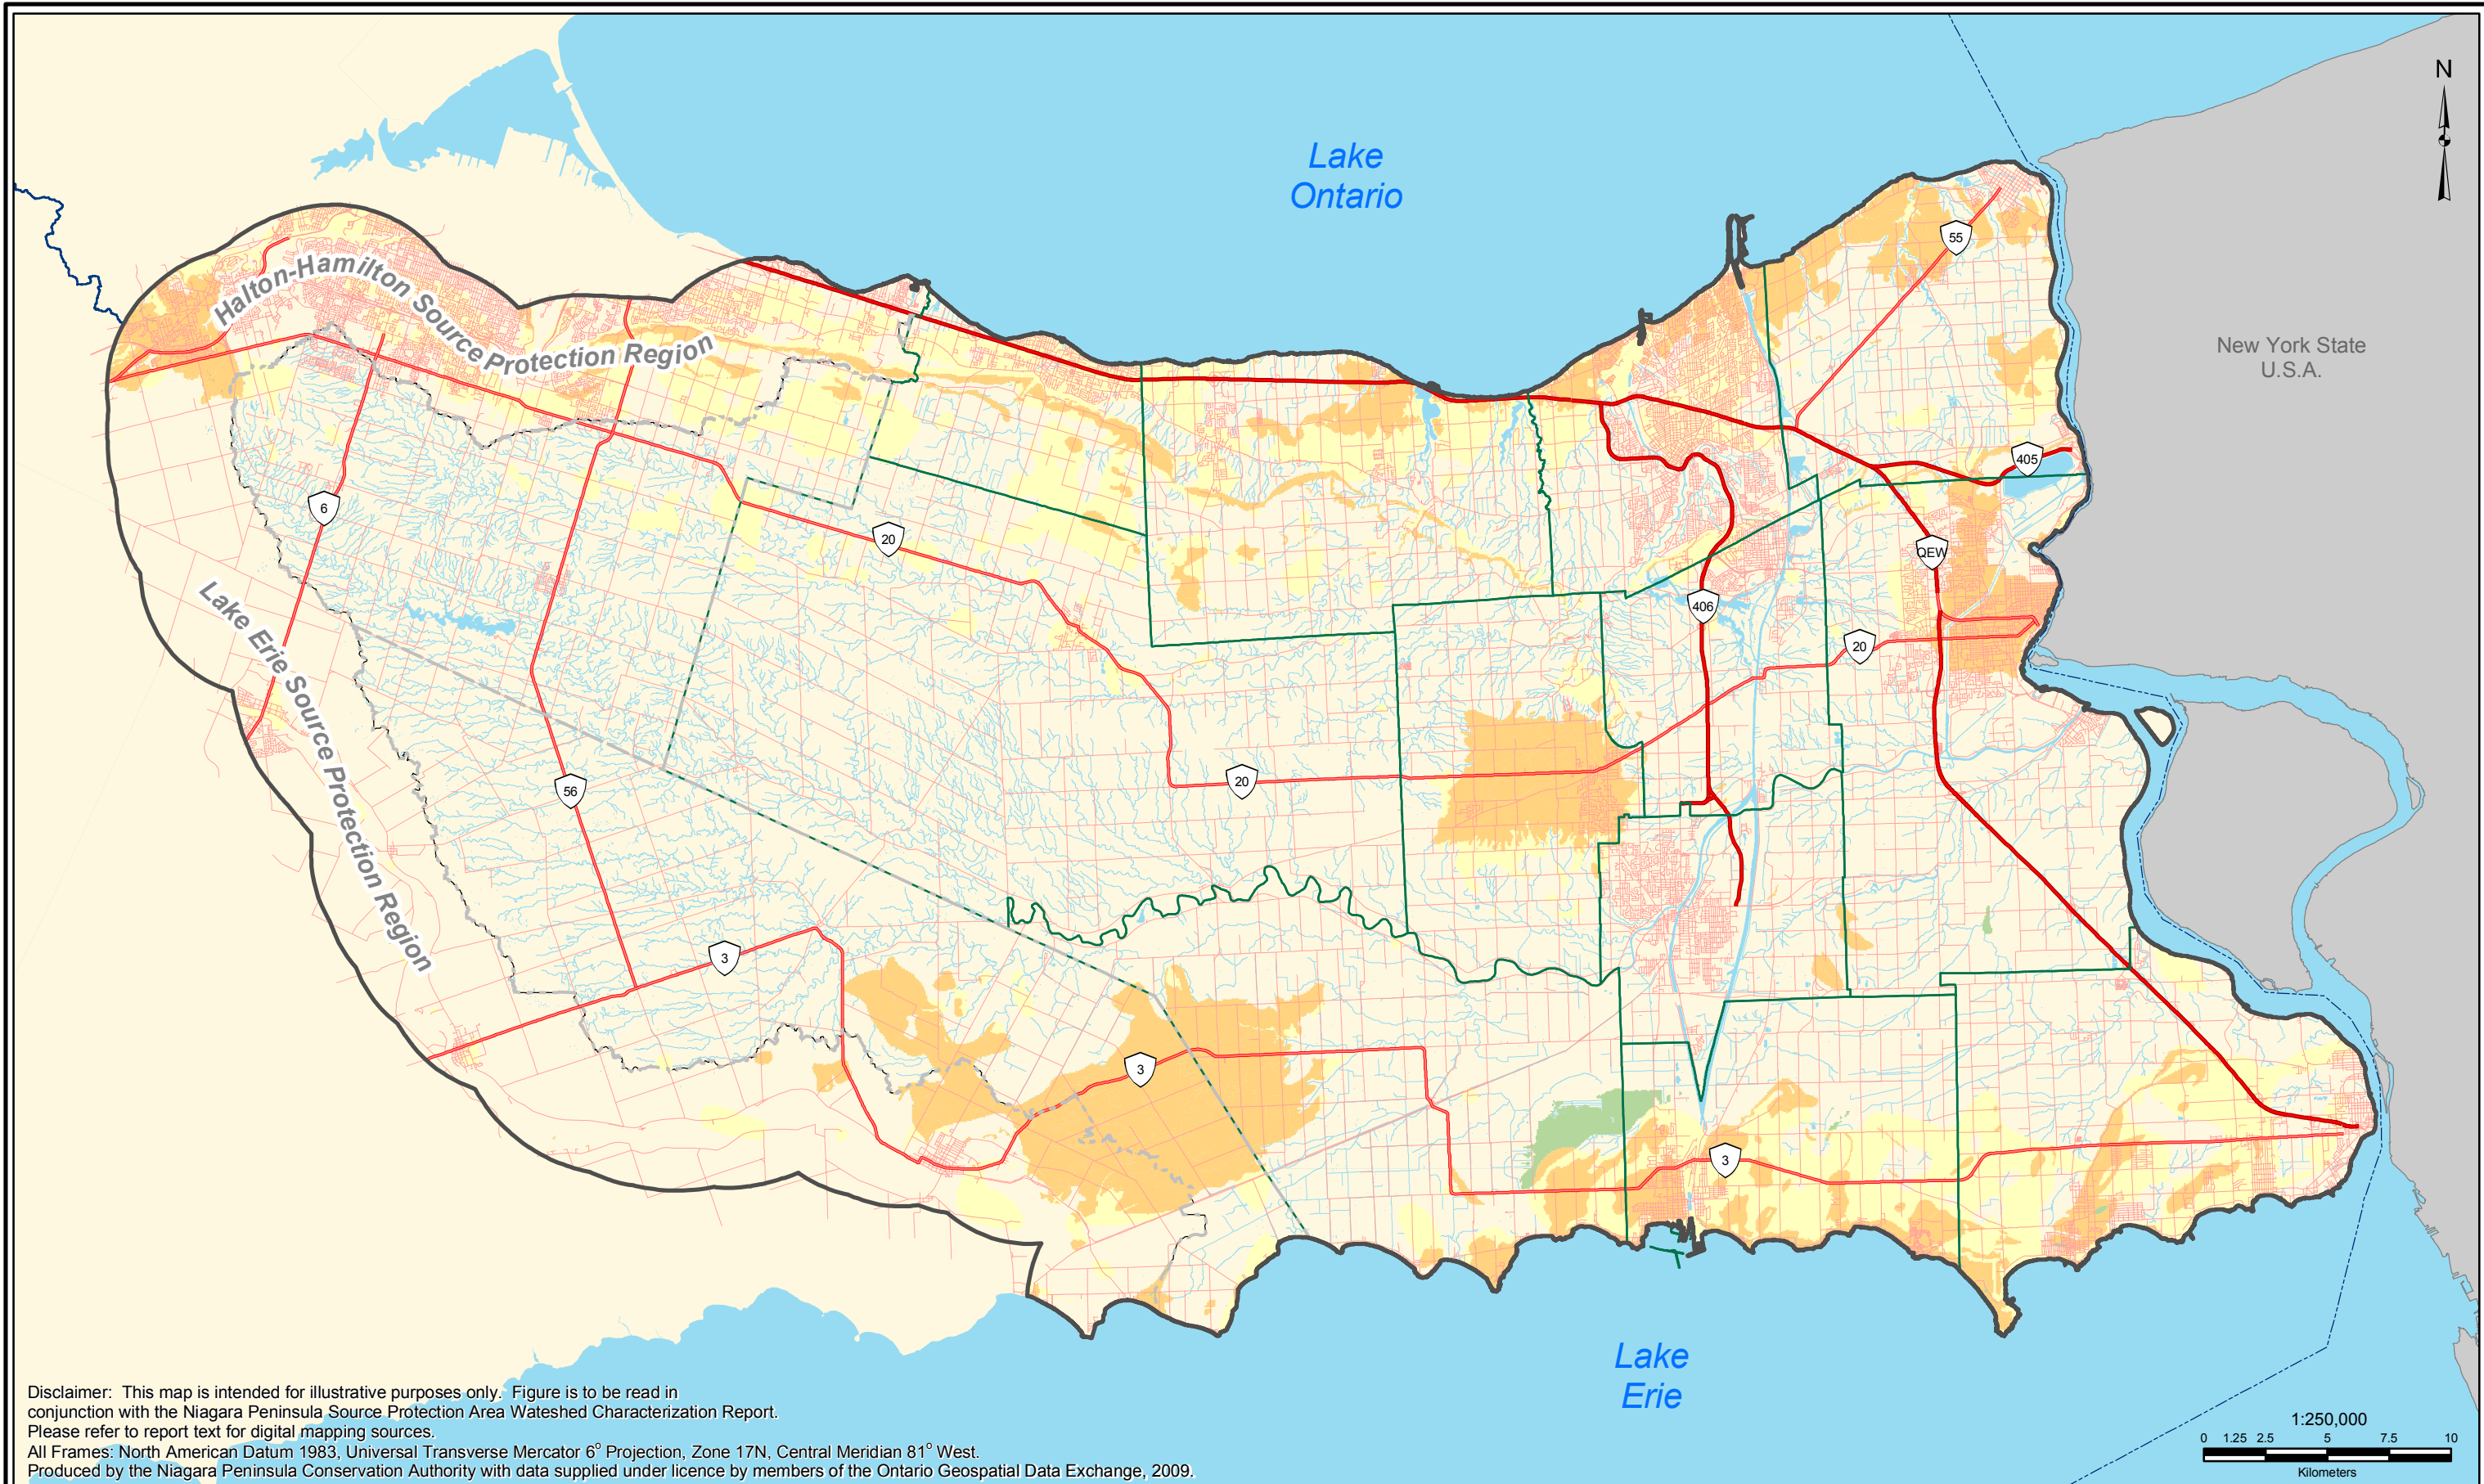 N
Lake
Ontario
55
Halton-Hamilton Source Protection Region
New York State
U.S.A.
405
6
20
QEW
406
20
Lake Erie Source Protection Region
20
56
3
3
3
Lake
Erie
Disclaimer: This map is intended for illustrative purposes only. Figure is to be read in
conjunction with the Niagara Peninsula Source Protection Area Wateshed Characterization Report.
Please refer to report text for digital mapping sources.
All Frames: North American Datum 1983, Universal Transverse Mercator 6° Projection, Zone 17N, Central Meridian 81° West.
Produced by the Niagara Peninsula Conservation Authority with data supplied under licence by members of the Ontario Geospatial Data Exchange, 2009.
1:250,000
0 1.25 2.5 5 7.5 10
Kilometers